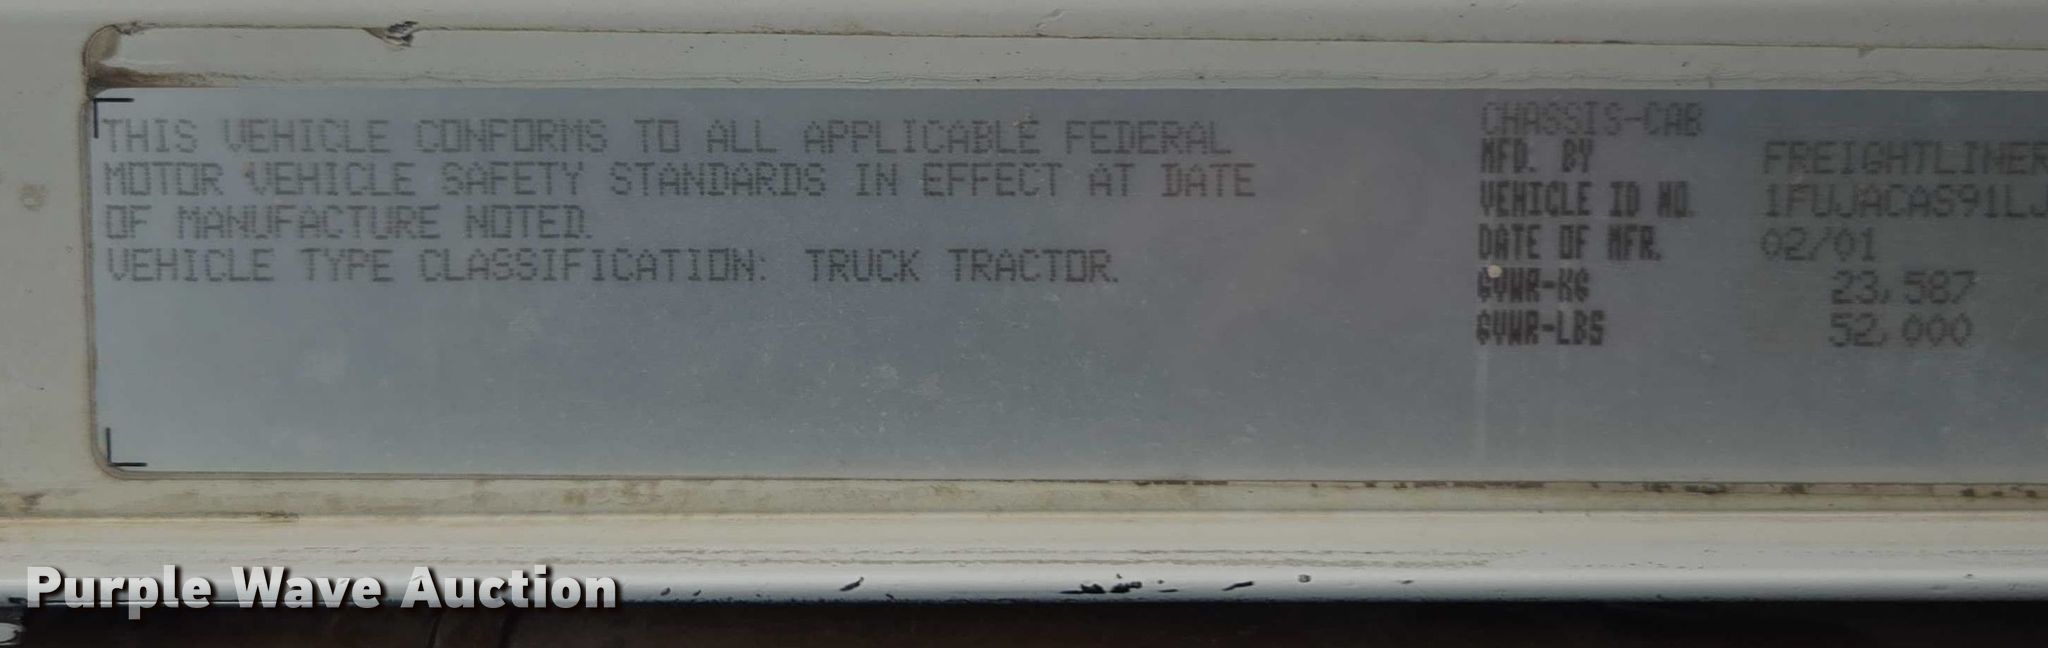 THIS VEHICLE CONFORMS TO ALL APPLICABLE FEDERAL
MOTOR VEHICLE SAFETY STANDARDS IN EFFECT AT DATE
OF MANUFACTURE NOTED.
VEHICLE TYPE CLASSIFICATION: TRUCK TRACTOR.
CHASSIS-CAB
MFD. BY FREIGHTLINER
VEHICLE ID NO. 1FUJACAS91LJ
DATE OF MFR. 02/01
GVWR-KG 23,587
GVWR-LBS 52,000
Purple Wave Auction